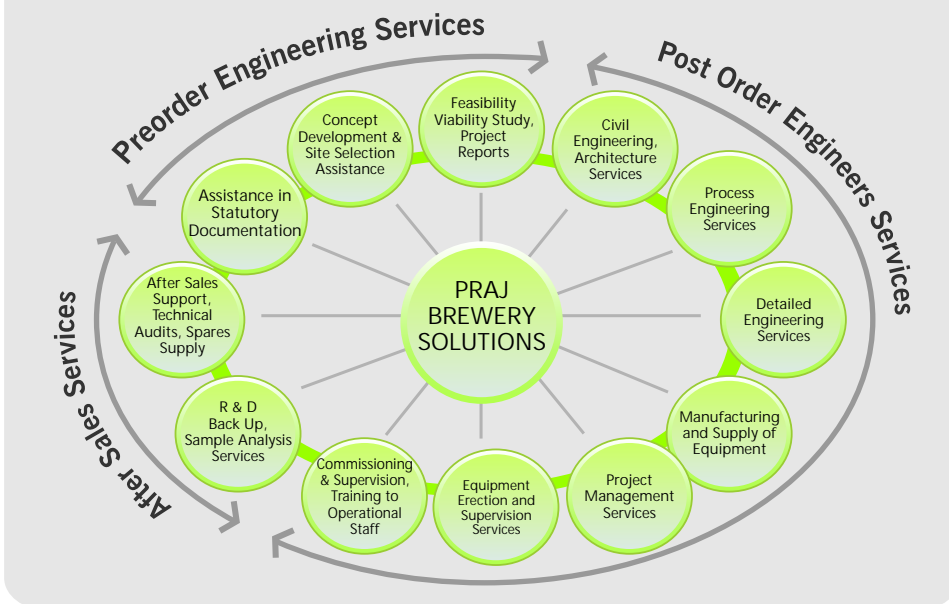 Preorder Engineering Services
Post Order Engineers Services
After Sales Services
PRAJ
BREWERY
SOLUTIONS
Feasibility
Viability Study,
Project
Reports
Civil
Engineering,
Architecture
Services
Process
Engineering
Services
Detailed
Engineering
Services
Manufacturing
and Supply of
Equipment
Project
Management
Services
Equipment
Erection and
Supervision
Services
Commissioning
& Supervision,
Training to
Operational
Staff
R & D
Back Up,
Sample Analysis
Services
After Sales
Support,
Technical
Audits, Spares
Supply
Assistance in
Statutory
Documentation
Concept
Development &
Site Selection
Assistance